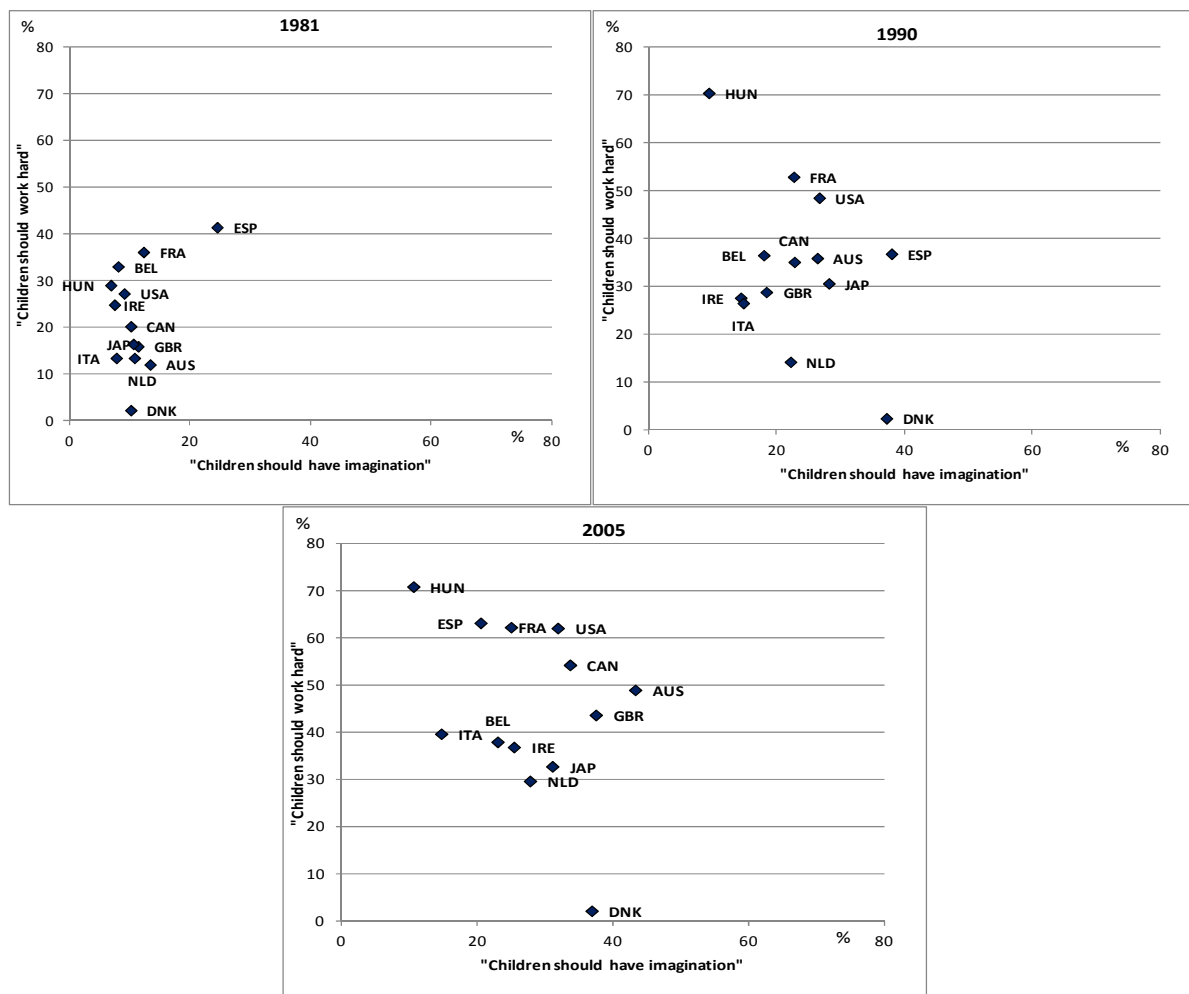 1981
%
80
70
60
50
40
30
20
10
0
"Children should work hard"
ESP
FRA
BEL
HUN
USA
IRE
CAN
JAP
GBR
ITA
AUS
NLD
DNK
0 20 40 60 80
%
"Children should have imagination"
1990
%
80
70
60
50
40
30
20
10
0
"Children should work hard"
HUN
FRA
USA
CAN
BEL
AUS
ESP
JAP
IRE
GBR
ITA
NLD
DNK
0 20 40 60 80
%
"Children should have imagination"
2005
%
80
70
60
50
40
30
20
10
0
"Children should work hard"
HUN
ESP
FRA
USA
CAN
AUS
GBR
BEL
ITA
IRE
JAP
NLD
DNK
0 20 40 60 80
%
"Children should have imagination"